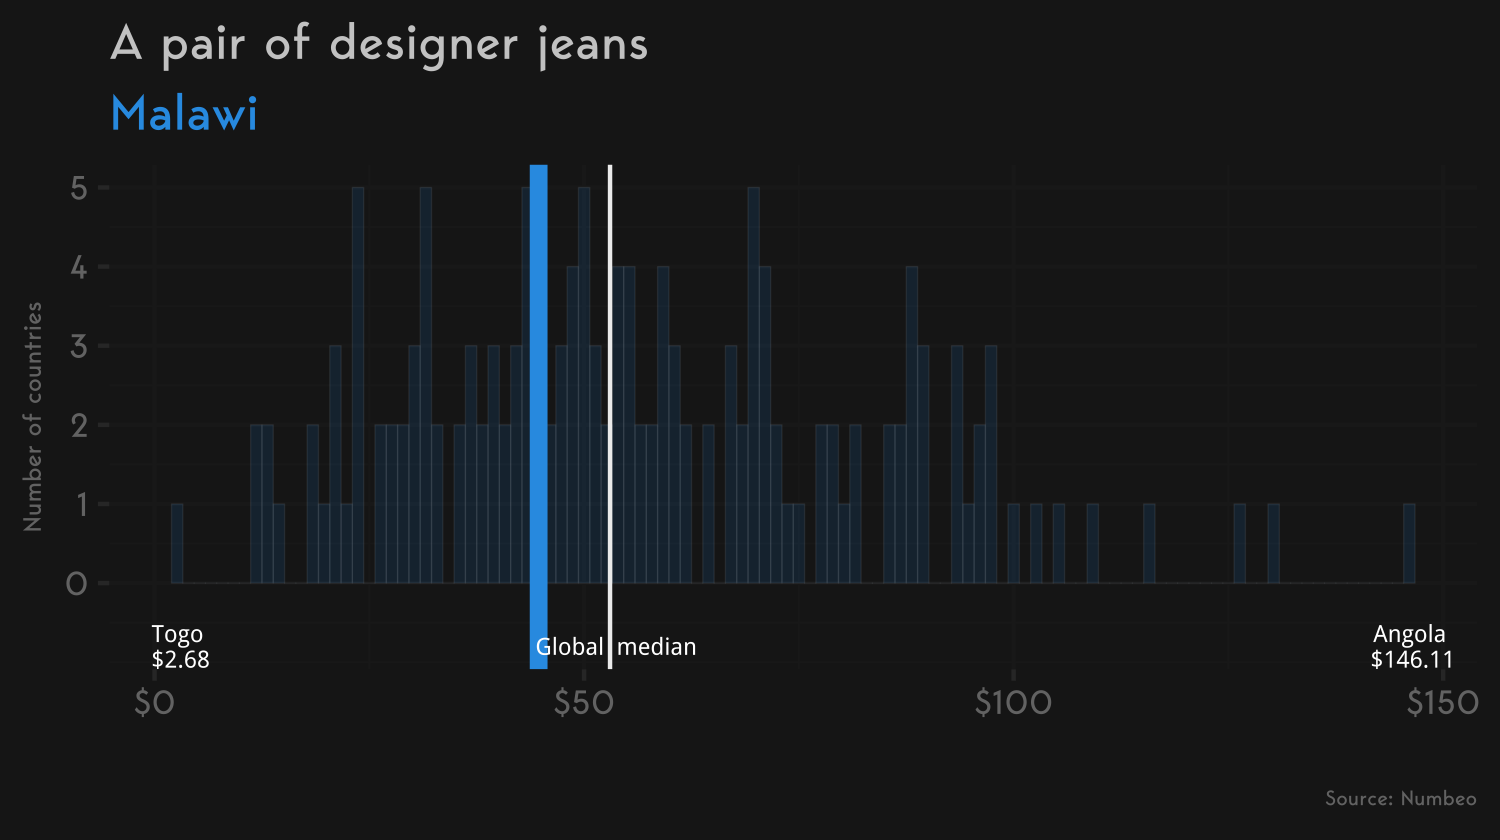 A pair of designer jeans
Malawi
Number of countries
5
4
3
2
1
0
Togo
$2.68
Global median
Angola
$146.11
$0 $50 $100 $150
Source: Numbeo